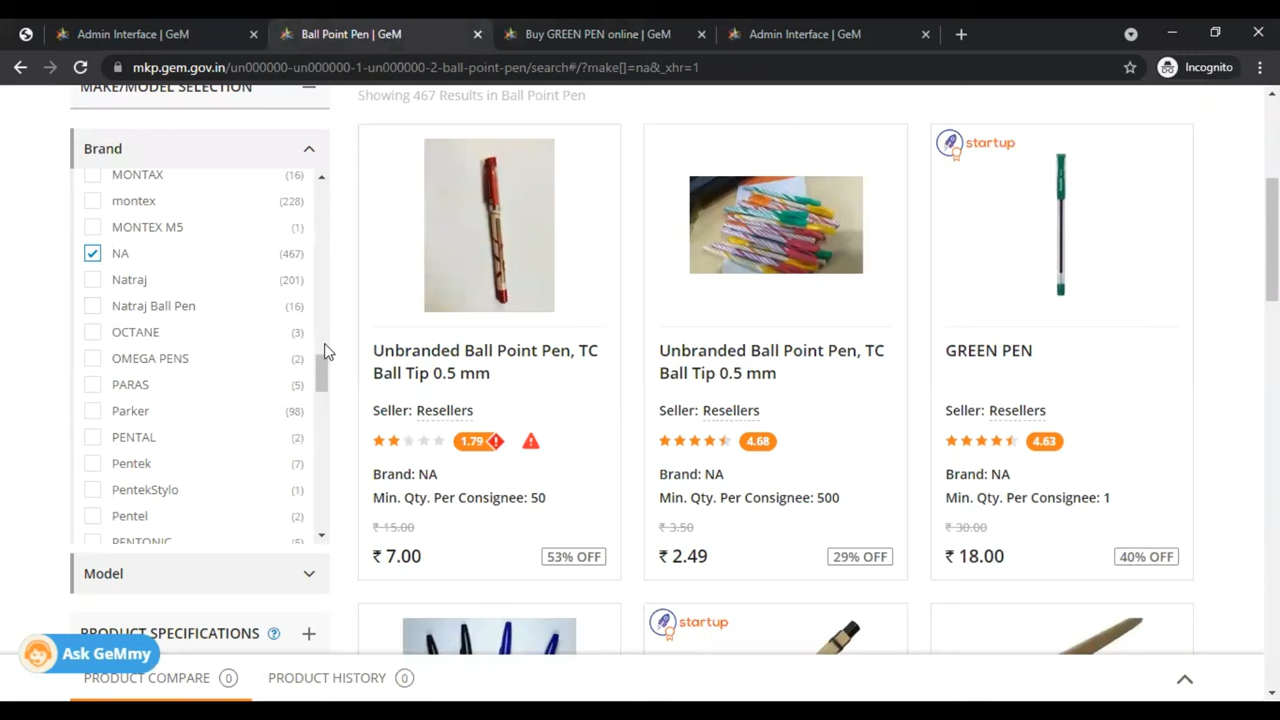 Admin Interface | GeM
Ball Point Pen | GeM
Buy GREEN PEN online | GeM
Admin Interface | GeM
mkp.gem.gov.in/un000000-un000000-1-un000000-2-ball-point-pen/search#/?make[]=na&_xhr=1
Incognito
MAKE/MODEL SELECTION
Brand
MONTAX (16)
montex (228)
MONTEX M5 (1)
NA (467)
Natraj (201)
Natraj Ball Pen (16)
OCTANE (3)
OMEGA PENS (2)
PARAS (5)
Parker (98)
PENTAL (2)
Pentek (7)
PentekStylo (1)
Pentel (2)
PENTONIC (5)
Model
PRODUCT SPECIFICATIONS
Ask GeMmy
Showing 467 Results in Ball Point Pen
Unbranded Ball Point Pen, TC
Ball Tip 0.5 mm
Seller: Resellers
1.79
Brand: NA
Min. Qty. Per Consignee: 50
₹ 15.00
₹ 7.00
53% OFF
Unbranded Ball Point Pen, TC
Ball Tip 0.5 mm
Seller: Resellers
4.68
Brand: NA
Min. Qty. Per Consignee: 500
₹ 3.50
₹ 2.49
29% OFF
startup
GREEN PEN
Seller: Resellers
4.63
Brand: NA
Min. Qty. Per Consignee: 1
₹ 30.00
₹ 18.00
40% OFF
startup
PRODUCT COMPARE 0
PRODUCT HISTORY 0